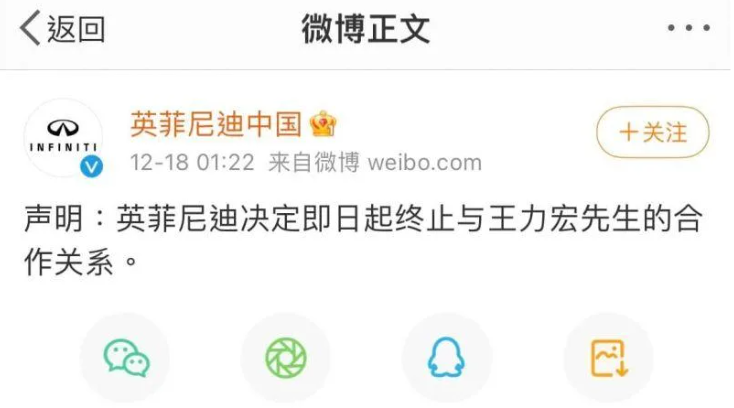 返回
微博正文
英菲尼迪中国
INFINITI
12-18 01:22 来自微博 weibo.com
+关注
声明：英菲尼迪决定即日起终止与王力宏先生的合
作关系。